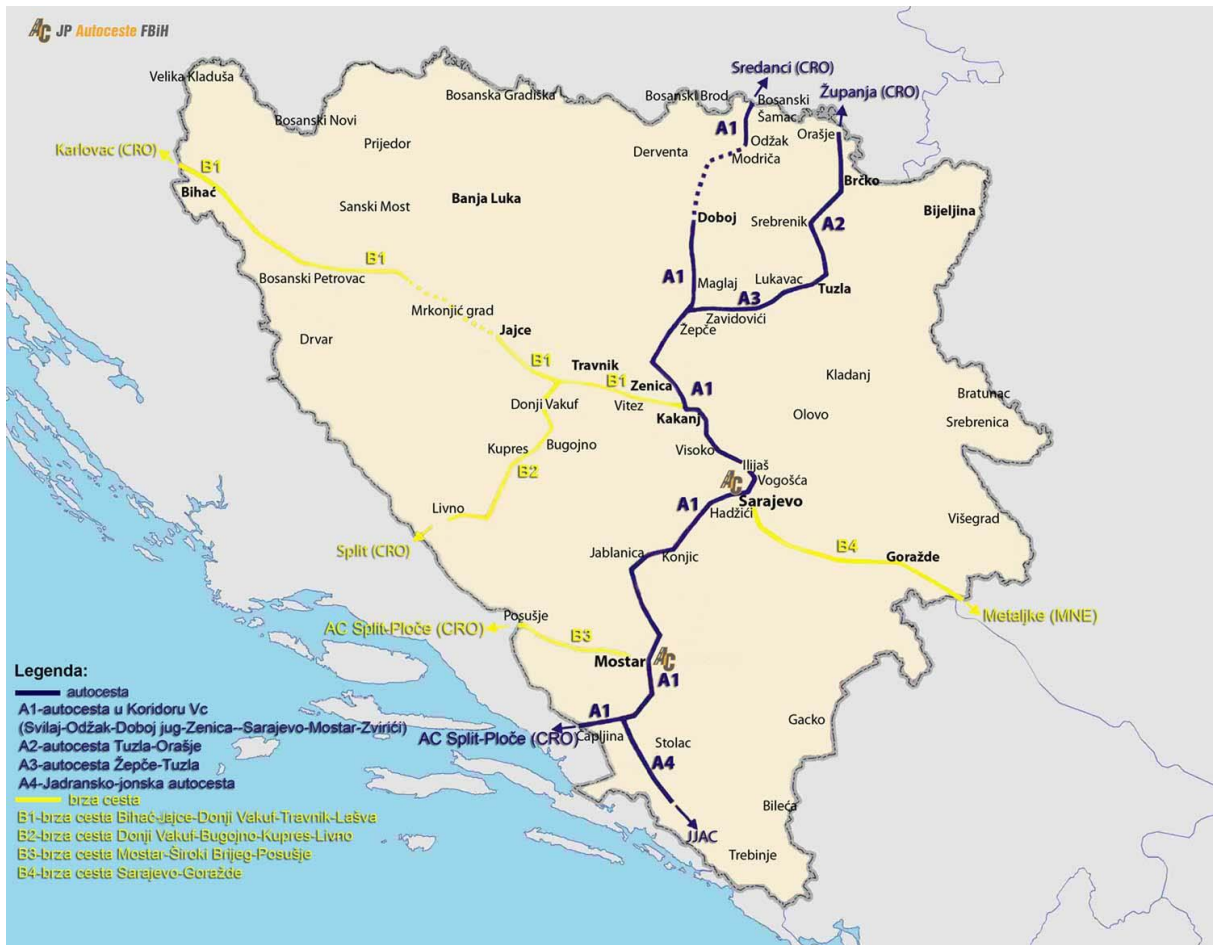 AC JP Autoceste FBiH
Sredanci (CRO)
Velika Kladuša
Županja (CRO)
Bosanska Gradiška
Bosanski Brod
Bosanski
Šamac
Bosanski Novi
A1
Orašje
Prijedor
Odžak
Karlovac (CRO)
Derventa
Modriča
B1
Brčko
Bihać
Banja Luka
Sanski Most
Bijeljina
Doboj
Srebrenik
A2
B1
Bosanski Petrovac
A1
Maglaj
Lukavac
Tuzla
A3
Mrkonjić grad
Zavidovići
Jajce
Žepče
Drvar
B1
Travnik
B1
Zenica
A1
Kladanj
Donji Vakuf
Vitez
Bratunac
Kakanj
Olovo
Srebrenica
Kupres
Bugojno
Visoko
Ilijaš
B2
AC
Vogošća
Livno
A1
Sarajevo
Hadžići
Višegrad
Split (CRO)
Jablanica
Konjic
B4
Goražde
Posušje
Metaljke (MNE)
AC Split-Ploče (CRO)
B3
Mostar
AC
A1
A1
AC Split-Ploče (CRO)
Čapljina
Stolac
Gacko
A4
Bileća
JJAC
Trebinje
Legenda:
autocesta
A1-autocesta u Koridoru Vc
(Svilaj-Odžak-Doboj jug-Zenica--Sarajevo-Mostar-Zvirići)
A2-autocesta Tuzla-Orašje
A3-autocesta Žepče-Tuzla
A4-Jadransko-jonska autocesta
brza cesta
B1-brza cesta Bihać-Jajce-Donji Vakuf-Travnik-Lašva
B2-brza cesta Donji Vakuf-Bugojno-Kupres-Livno
B3-brza cesta Mostar-Široki Brijeg-Posušje
B4-brza cesta Sarajevo-Goražde